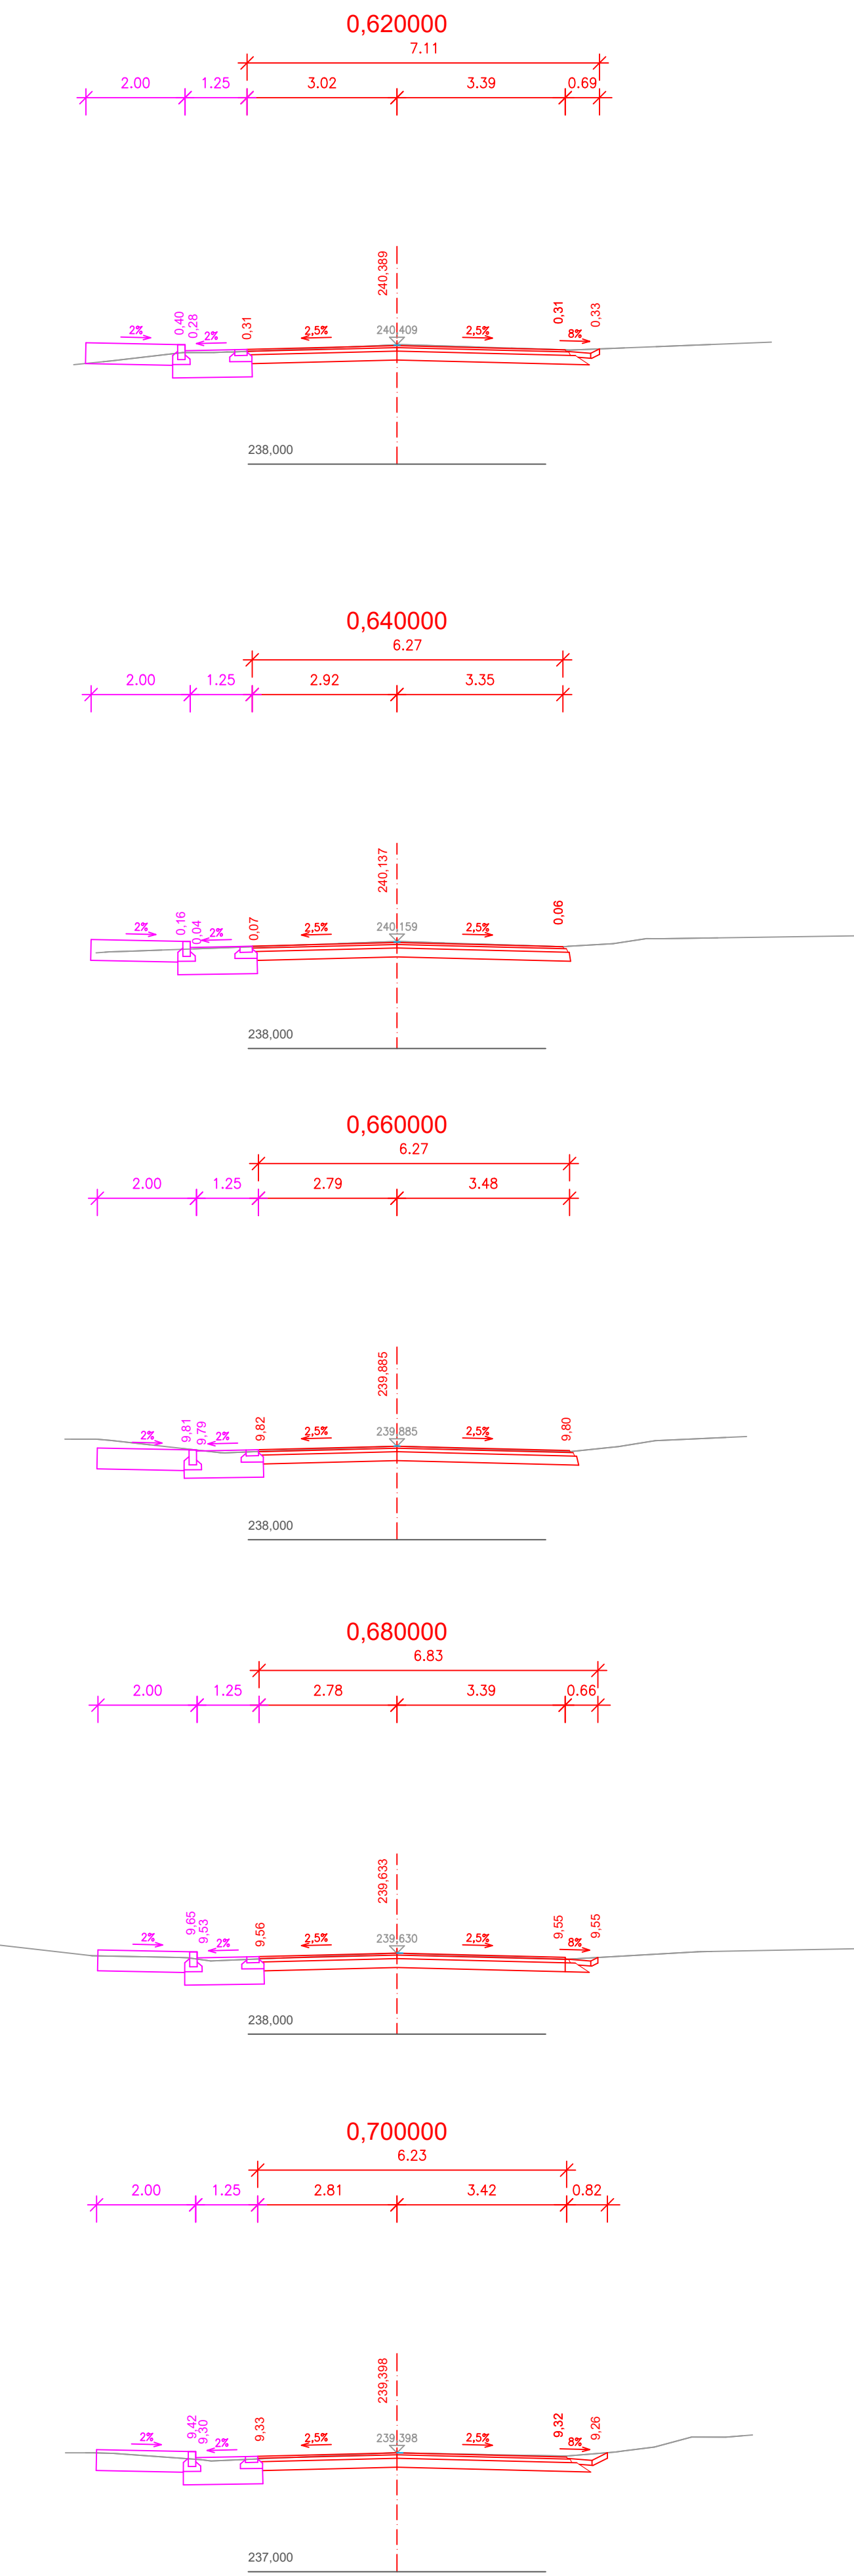 0,620000
7.11
2.00 1.25 3.02 3.39 0.69
240,389
0,40 0,28 0,31 0,31 0,33
2% 2% 2,5% 240,409 2,5% 8%
238,000
0,640000
6.27
2.00 1.25 2.92 3.35
240,137
0,16 0,04 0,07 0,06
2% 2% 2,5% 240,159 2,5%
238,000
0,660000
6.27
2.00 1.25 2.79 3.48
239,885
9,81 9,79 9,82 9,80
2% 2% 2,5% 239,885 2,5%
238,000
0,680000
6.83
2.00 1.25 2.78 3.39 0.66
239,633
9,65 9,53 9,56 9,55 9,55
2% 2% 2,5% 239,630 2,5% 8%
238,000
0,700000
6.23
2.00 1.25 2.81 3.42 0.82
239,398
9,42 9,30 9,33 9,32 9,26
2% 2% 2,5% 239,398 2,5% 8%
237,000